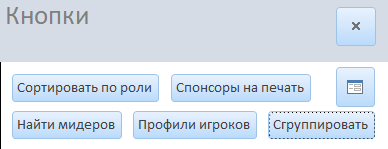 Кнопки
Сортировать по роли Спонсоры на печать
Найти мидеров Профили игроков Сгруппировать